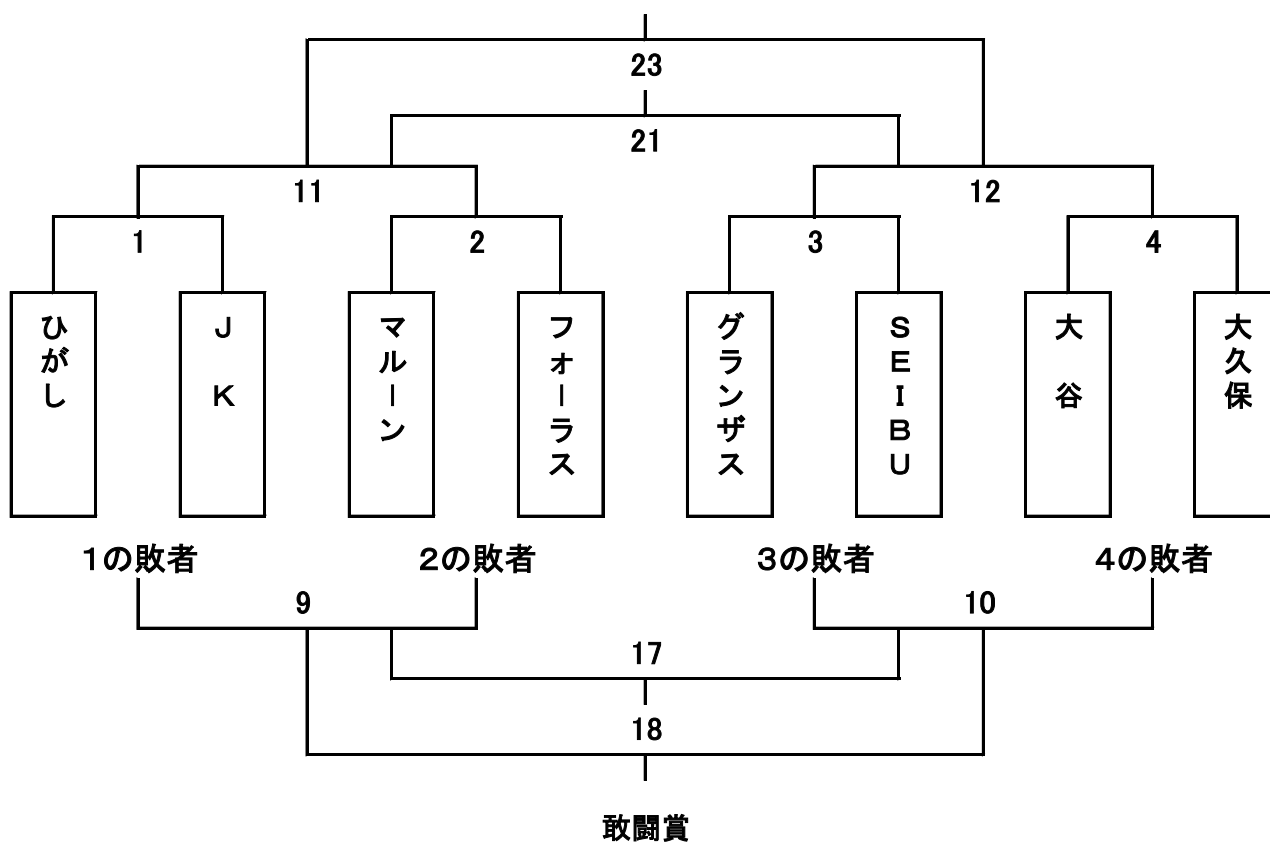 23
21
11
12
1
2
3
4
ひがし
JK
マルーン
フォーラス
グランザス
SEIBU
大谷
大久保
1の敗者
2の敗者
3の敗者
4の敗者
9
10
17
18
敢闘賞